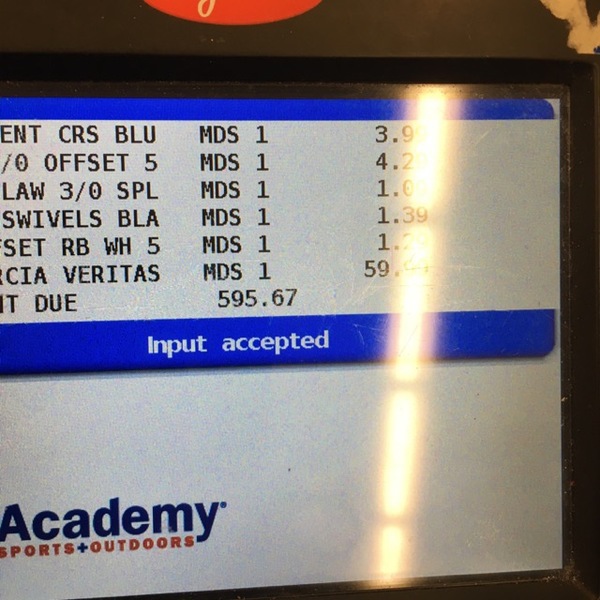 ENT CRS BLU MDS 1 3.9
/0 OFFSET 5 MDS 1 4.2
LAW 3/0 SPL MDS 1 1.0
SWIVELS BLA MDS 1 1.39
FSET RB WH 5 MDS 1 1.
RCIA VERITAS MDS 1 59.
NT DUE 595.67
Input accepted
Academy
SPORTS+OUTDOORS